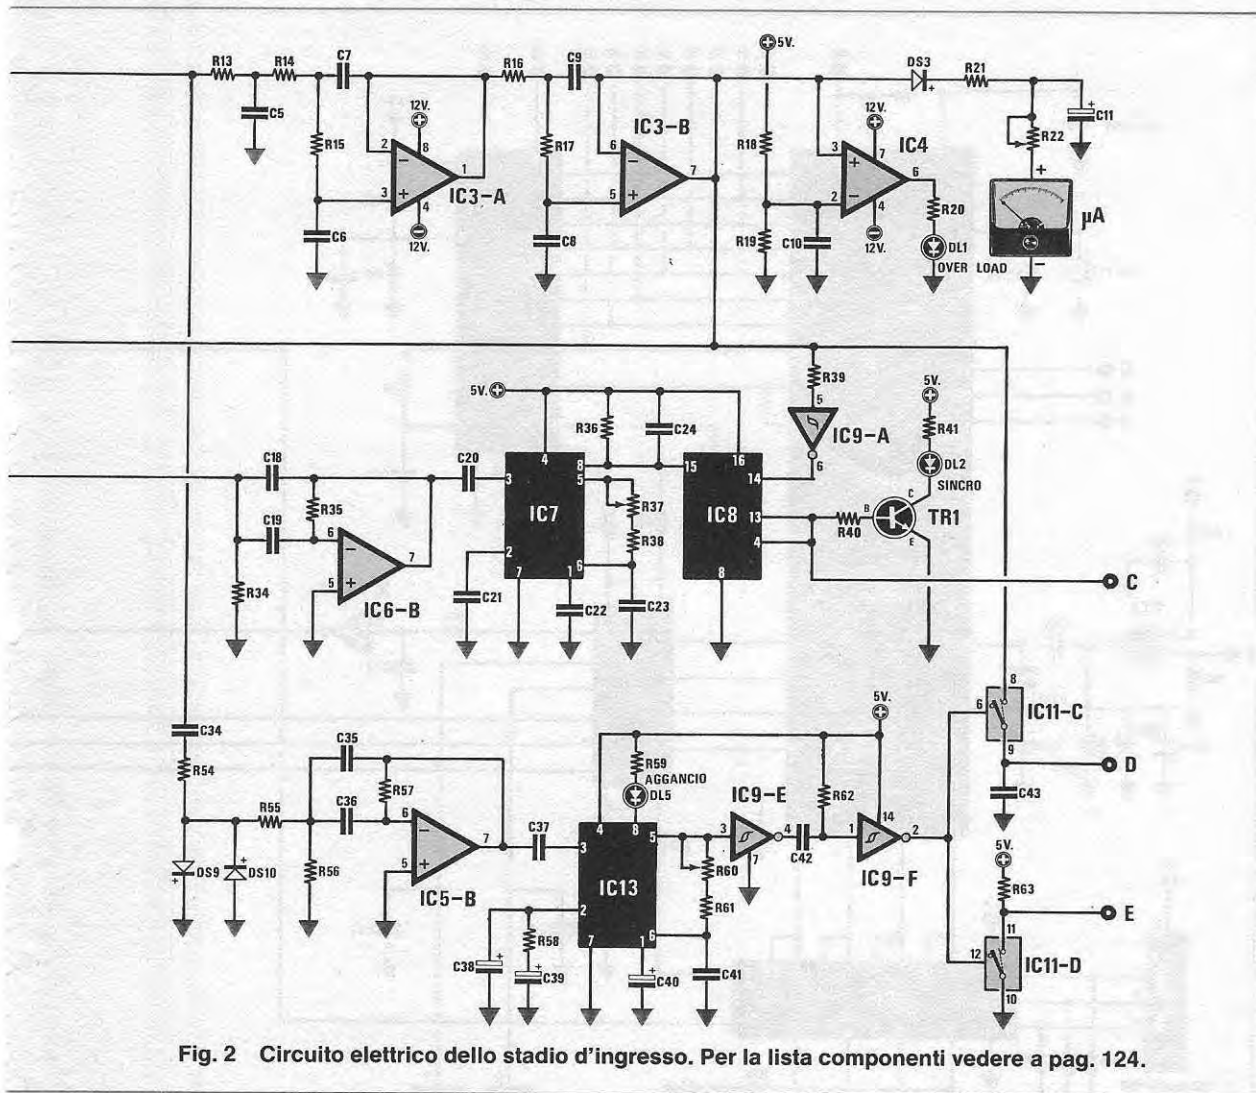 R13 R14 C7 R16 C9 5V. DS3 R21
C5 12V. IC3-B 12V. IC4 R22 C11
R15 2 8 R17 6 R18 3 7
1 7 6 +
3 IC3-A 5 2 R20 µA
4 4
C6 12V. C8 R19 C10 12V. DL1 –
OVER LOAD
R39
5V. 5 5V.
R36 C24 IC9-A R41
C18 C20 4 8 15 16 6 DL2
R35 3 5 14 SINCRO
C19 6 IC7 R37 IC8 13 B C TR1
7 R38 R40 E
5 2 6 4
R34 7 1 8 C
IC6-B C21 C22 C23
8
5V. 6 IC11-C
C34 C35 R59 9
R54 AGGANCIO IC9-E R62 D
R57 DL5 14 C43
R55 C36 6 C37 4 8 5 3 4 1 2 5V.
7 3 R60 7 C42 IC9-F R63
DS9 DS10 R56 5 IC13 E
IC5-B 2 R61 11
R58 7 1 6 12 IC11-D
C38 C39 C40 C41 10
Fig. 2 Circuito elettrico dello stadio d'ingresso. Per la lista componenti vedere a pag. 124.